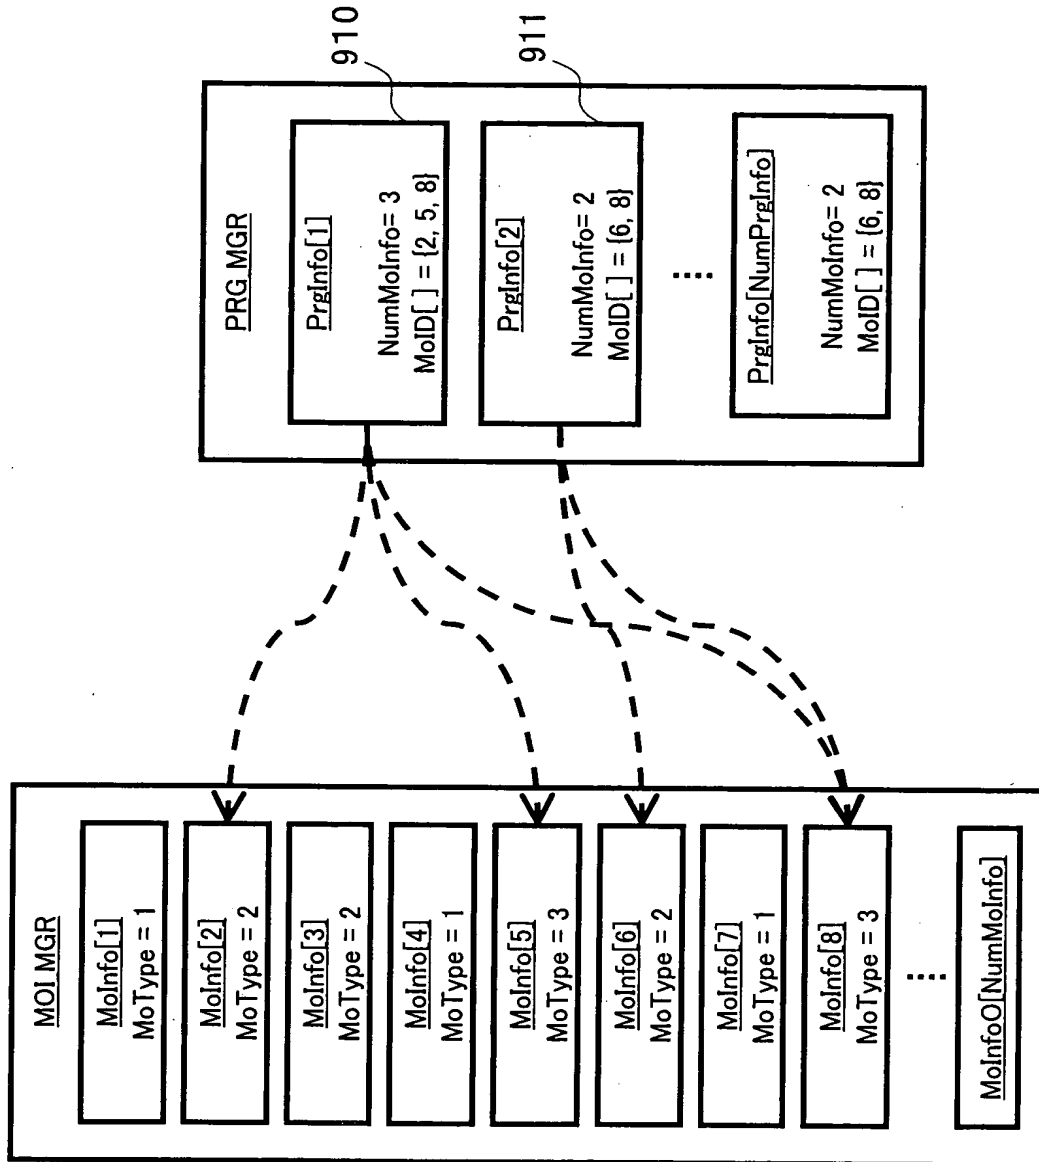 MOI MGR
MoInfo[1]
MoType = 1
MoInfo[2]
MoType = 2
MoInfo[3]
MoType = 2
MoInfo[4]
MoType = 1
MoInfo[5]
MoType = 3
MoInfo[6]
MoType = 2
MoInfo[7]
MoType = 1
MoInfo[8]
MoType = 3
MoInfoO[NumMoInfo]
PRG MGR
PrgInfo[1]
NumMoInfo= 3
MoID[ ] = {2, 5, 8}
910
PrgInfo[2]
NumMoInfo= 2
MoID[ ] = {6, 8}
911
PrgInfo[NumPrgInfo]
NumMoInfo= 2
MoID[ ] = {6, 8}